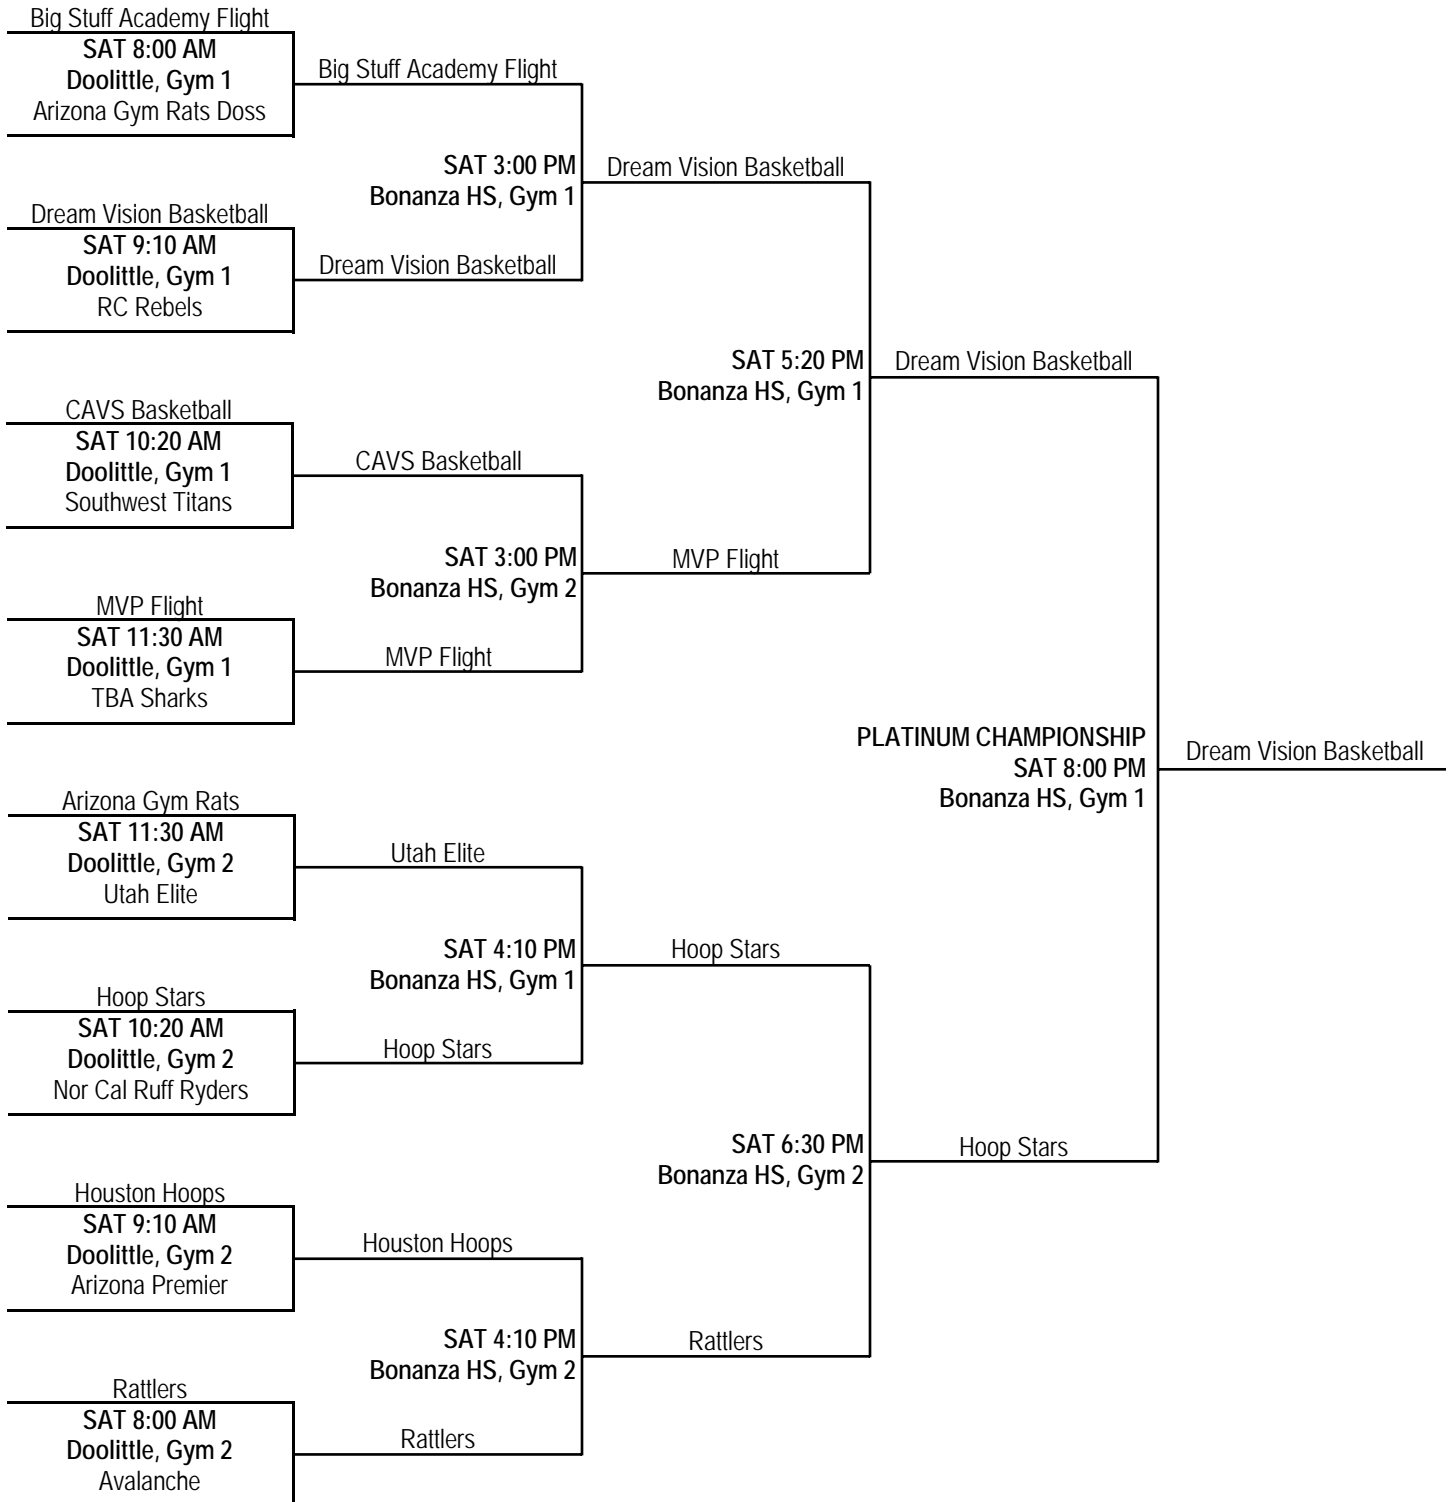 Big Stuff Academy Flight
SAT 8:00 AM
Doolittle, Gym 1
Arizona Gym Rats Doss
Dream Vision Basketball
SAT 9:10 AM
Doolittle, Gym 1
RC Rebels
CAVS Basketball
SAT 10:20 AM
Doolittle, Gym 1
Southwest Titans
MVP Flight
SAT 11:30 AM
Doolittle, Gym 1
TBA Sharks
Arizona Gym Rats
SAT 11:30 AM
Doolittle, Gym 2
Utah Elite
Hoop Stars
SAT 10:20 AM
Doolittle, Gym 2
Nor Cal Ruff Ryders
Houston Hoops
SAT 9:10 AM
Doolittle, Gym 2
Arizona Premier
Rattlers
SAT 8:00 AM
Doolittle, Gym 2
Avalanche
Big Stuff Academy Flight
SAT 3:00 PM
Bonanza HS, Gym 1
Dream Vision Basketball
CAVS Basketball
SAT 3:00 PM
Bonanza HS, Gym 2
MVP Flight
Utah Elite
SAT 4:10 PM
Bonanza HS, Gym 1
Hoop Stars
Houston Hoops
SAT 4:10 PM
Bonanza HS, Gym 2
Rattlers
Dream Vision Basketball
SAT 5:20 PM
Bonanza HS, Gym 1
MVP Flight
Hoop Stars
SAT 6:30 PM
Bonanza HS, Gym 2
Rattlers
Dream Vision Basketball
PLATINUM CHAMPIONSHIP
SAT 8:00 PM
Bonanza HS, Gym 1
Hoop Stars
Dream Vision Basketball